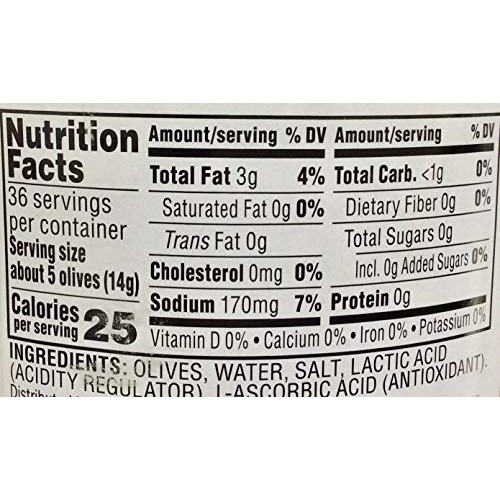 Nutrition
Facts
36 servings
per container
Serving size
about 5 olives (14g)
Calories
per serving 25
Amount/serving % DV
Total Fat 3g 4%
Saturated Fat 0g 0%
Trans Fat 0g
Cholesterol 0mg 0%
Sodium 170mg 7%
Amount/serving % DV
Total Carb. <1g 0%
Dietary Fiber 0g 0%
Total Sugars 0g
Incl. 0g Added Sugars 0%
Protein 0g
Vitamin D 0% • Calcium 0% • Iron 0% • Potassium 0%
INGREDIENTS: OLIVES, WATER, SALT, LACTIC ACID
(ACIDITY REGULATOR), L-ASCORBIC ACID (ANTIOXIDANT).